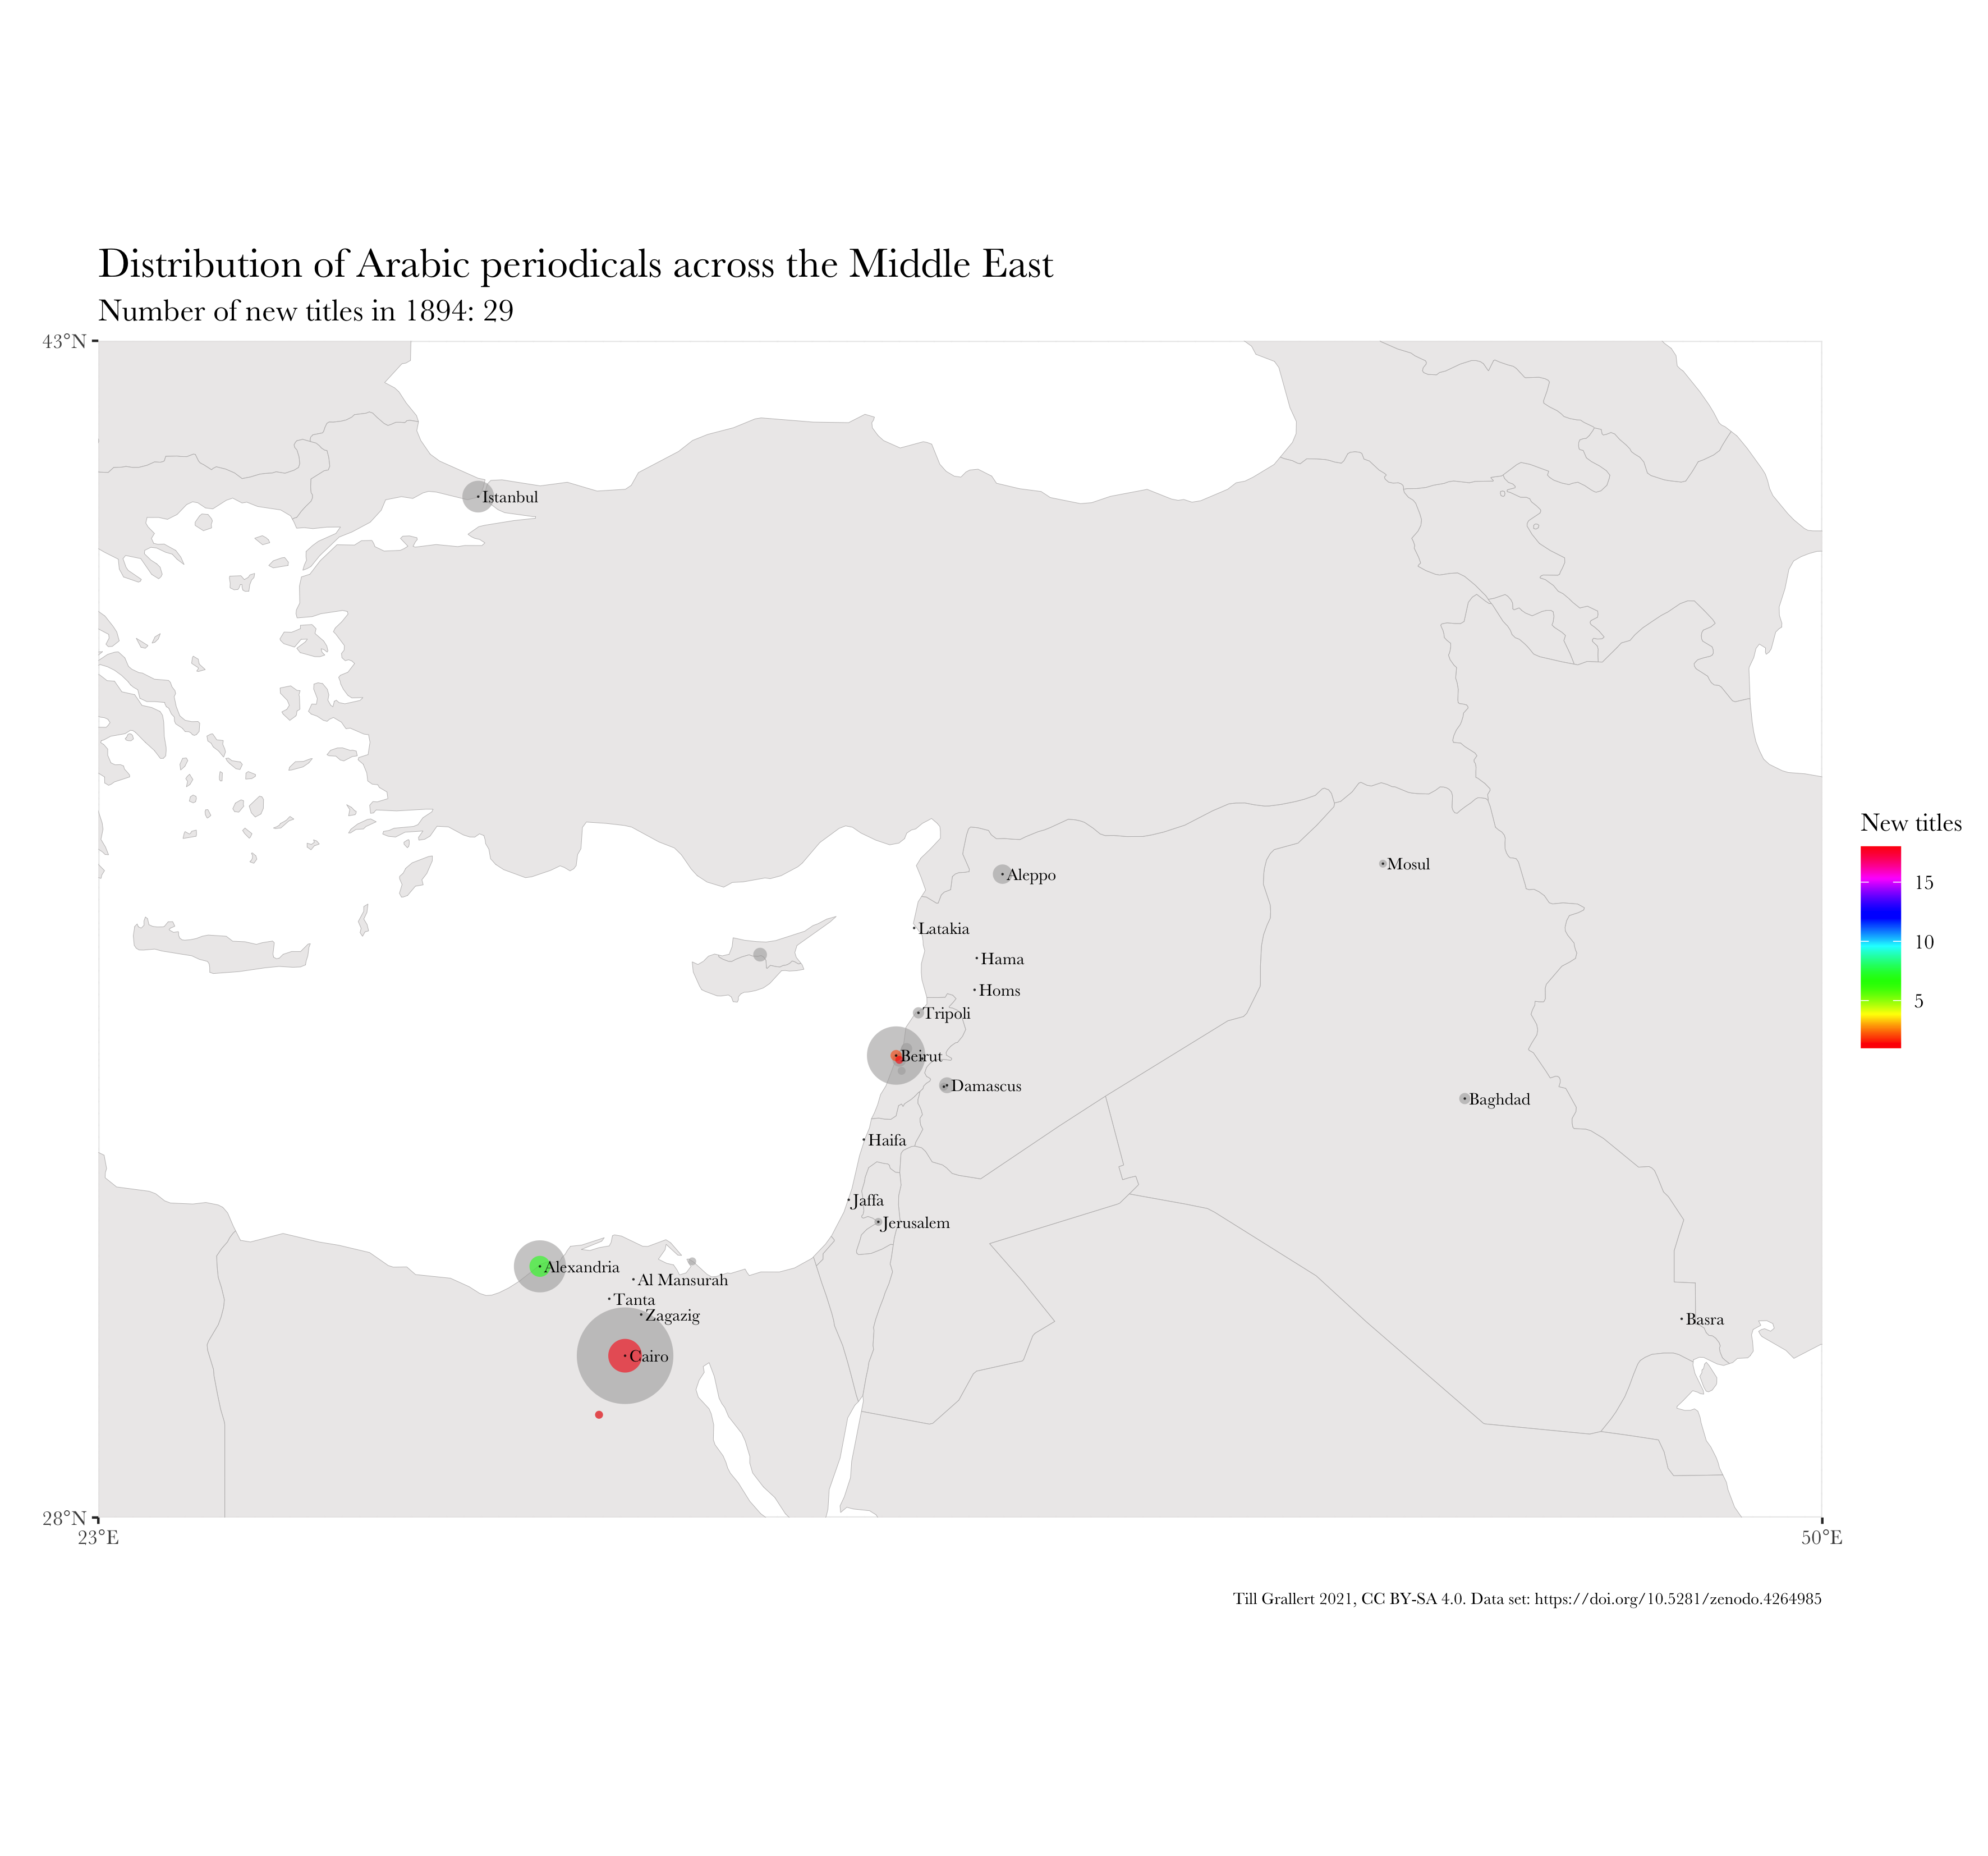 Distribution of Arabic periodicals across the Middle East
Number of new titles in 1894: 29
43°N
Istanbul
New titles
15
10
5
Mosul
Aleppo
Latakia
Hama
Homs
Tripoli
Beirut
Damascus
Baghdad
Haifa
Jaffa
Jerusalem
Alexandria
Al Mansurah
Tanta
Zagazig
Basra
Cairo
28°N
23°E
50°E
Till Grallert 2021, CC BY-SA 4.0. Data set: https://doi.org/10.5281/zenodo.4264985